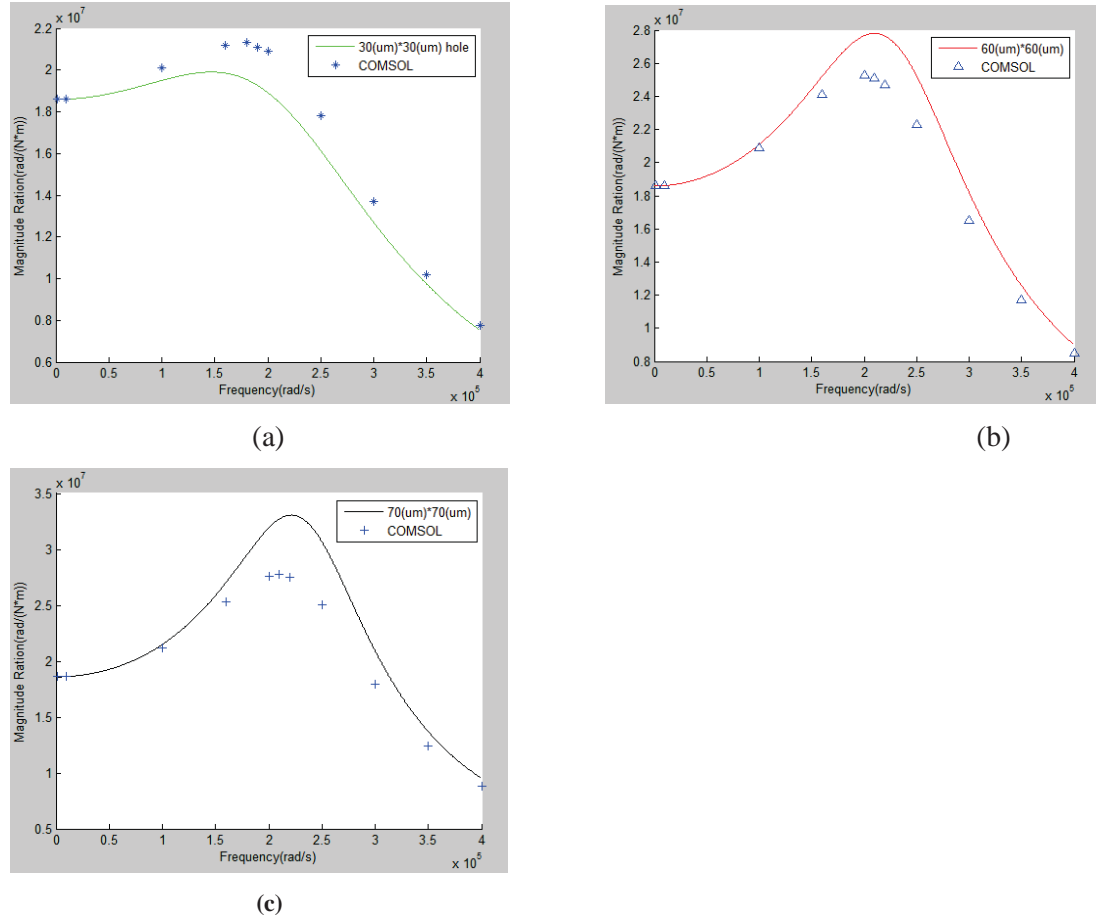 x 10^7
2.2
2
1.8
1.6
1.4
1.2
1
0.8
0.6
Magnitude Ration(rad/(N*m))
30(um)*30(um) hole
COMSOL
0 0.5 1 1.5 2 2.5 3 3.5 4
Frequency(rad/s)
x 10^5
(a)
x 10^7
2.8
2.6
2.4
2.2
2
1.8
1.6
1.4
1.2
1
0.8
Magnitude Ration(rad/(N*m))
60(um)*60(um)
COMSOL
0 0.5 1 1.5 2 2.5 3 3.5 4
Frequency(rad/s)
x 10^5
(b)
x 10^7
3.5
3
2.5
2
1.5
1
0.5
Magnitude Ration(rad/(N*m))
70(um)*70(um)
COMSOL
0 0.5 1 1.5 2 2.5 3 3.5 4
Frequency(rad/s)
x 10^5
(c)